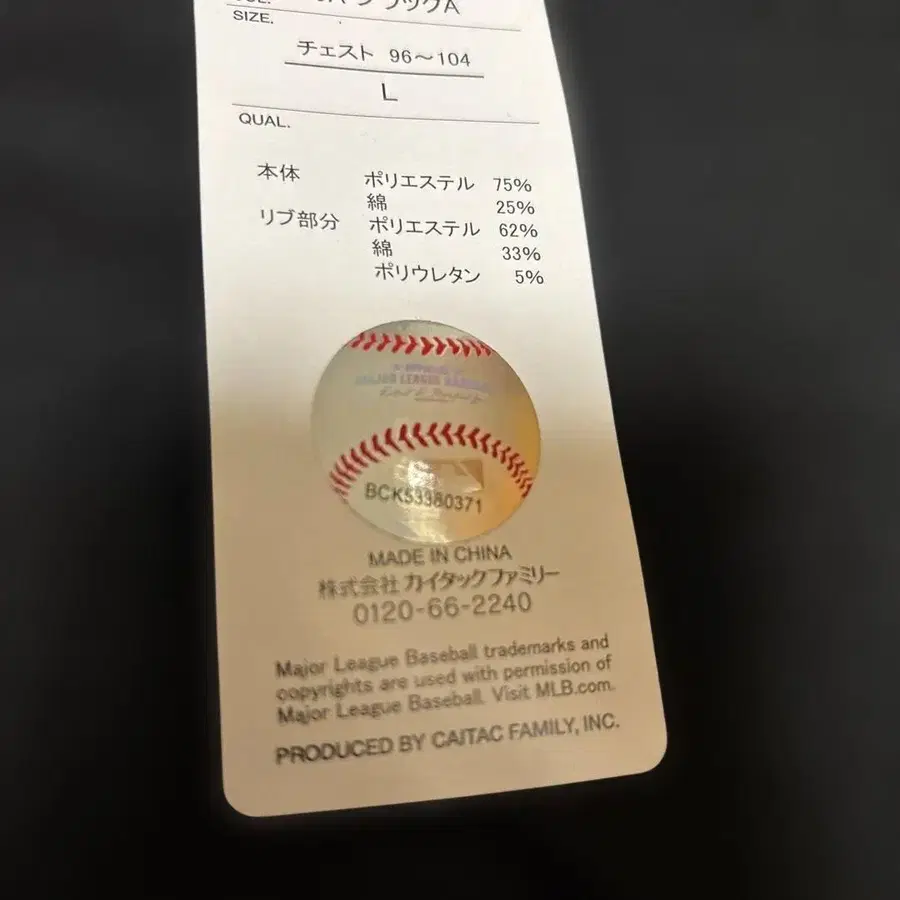 SIZE.
チェスト 96～104
L
QUAL.
本体 ポリエステル 75%
綿 25%
リブ部分 ポリエステル 62%
綿 33%
ポリウレタン 5%
MAJOR LEAGUE BASEBALL
BCK53380371
MADE IN CHINA
株式会社 カイタックファミリー
0120-66-2240
Major League Baseball trademarks and
copyrights are used with permission of
Major League Baseball. Visit MLB.com.
PRODUCED BY CAITAC FAMILY, INC.